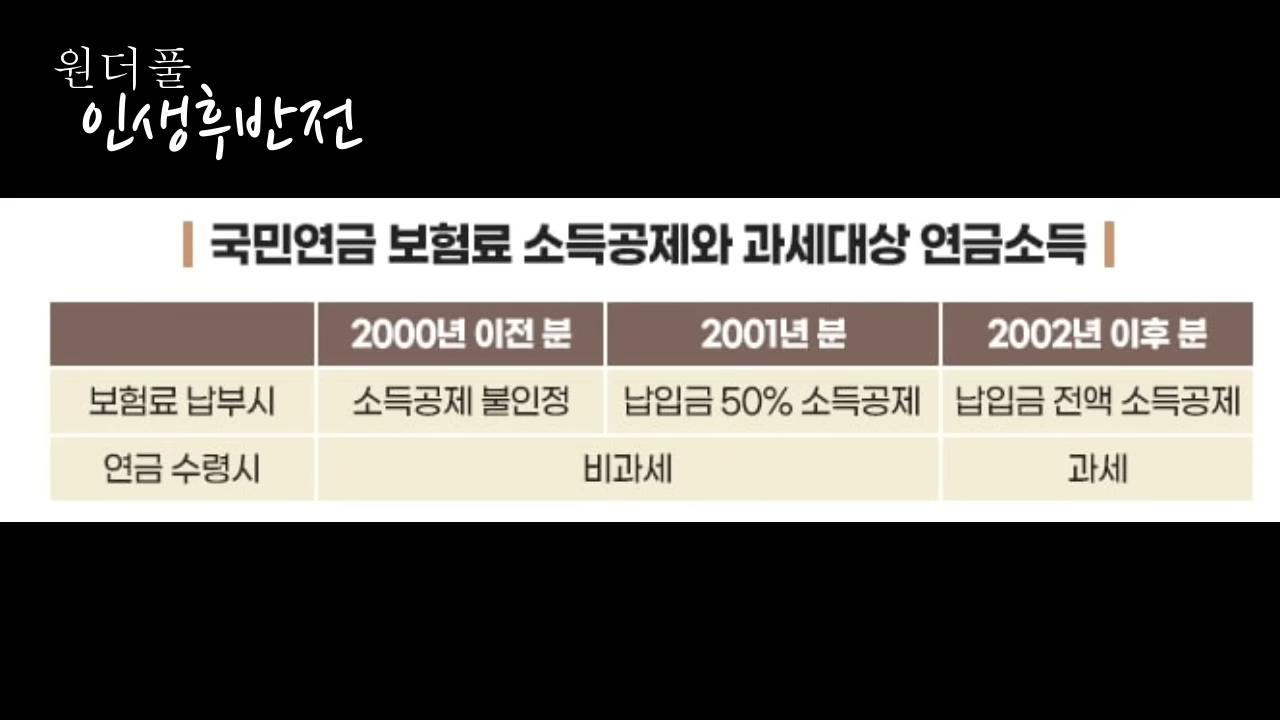 원더풀
인생후반전
국민연금 보험료 소득공제와 과세대상 연금소득
2000년 이전 분 2001년 분 2002년 이후 분
보험료 납부시 소득공제 불인정 납입금 50% 소득공제 납입금 전액 소득공제
연금 수령시 비과세 과세